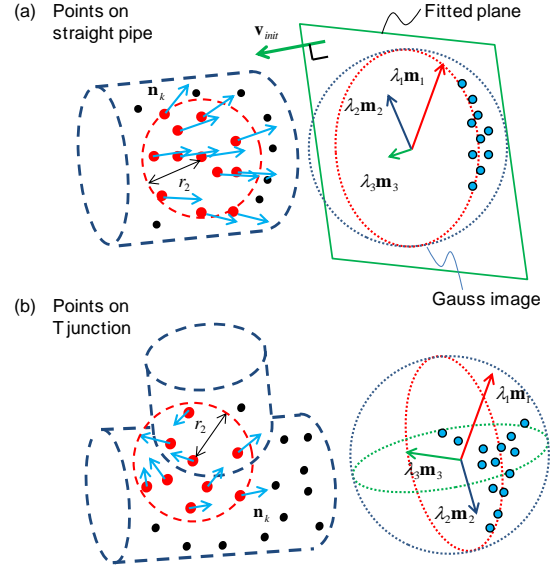 (a) Points on
straight pipe
v_init
Fitted plane
n_k
λ₁m₁
λ₂m₂
λ₃m₃
r₂
Gauss image
(b) Points on
T junction
r₂
n_k
λ₁m₁
λ₃m₃
λ₂m₂